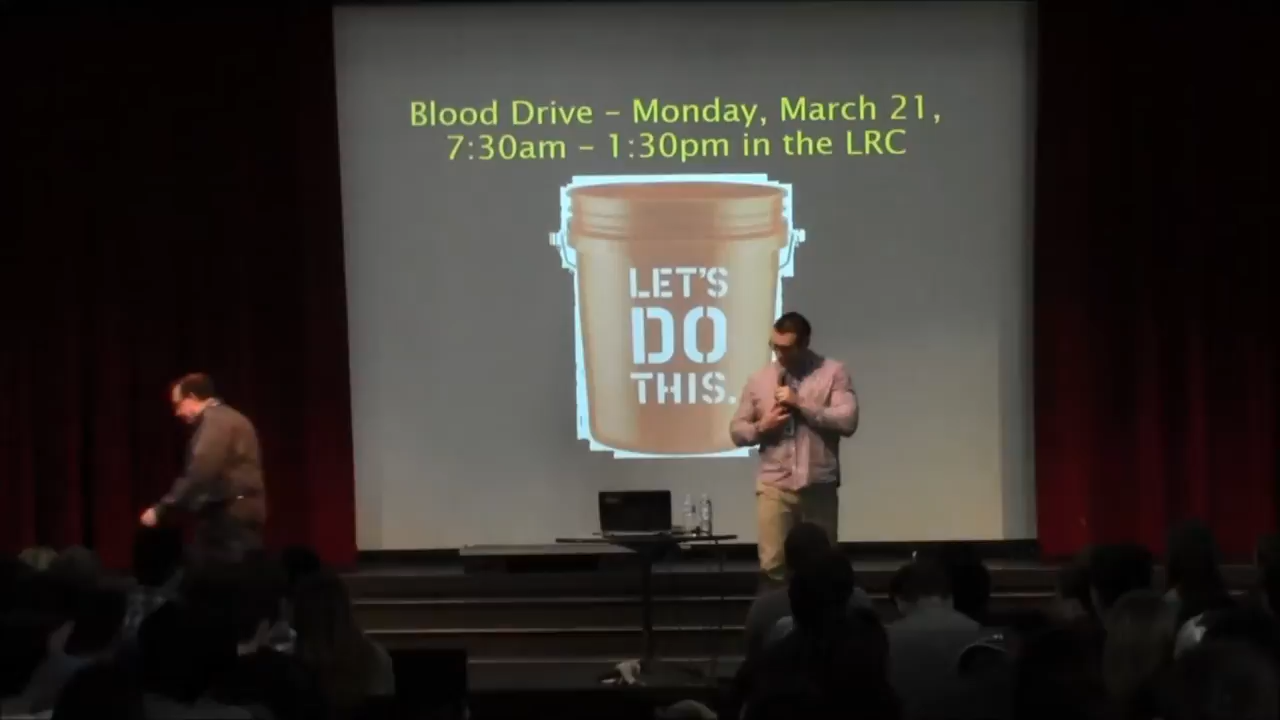 Blood Drive – Monday, March 21,
7:30am – 1:30pm in the LRC
LET'S
DO
THIS.